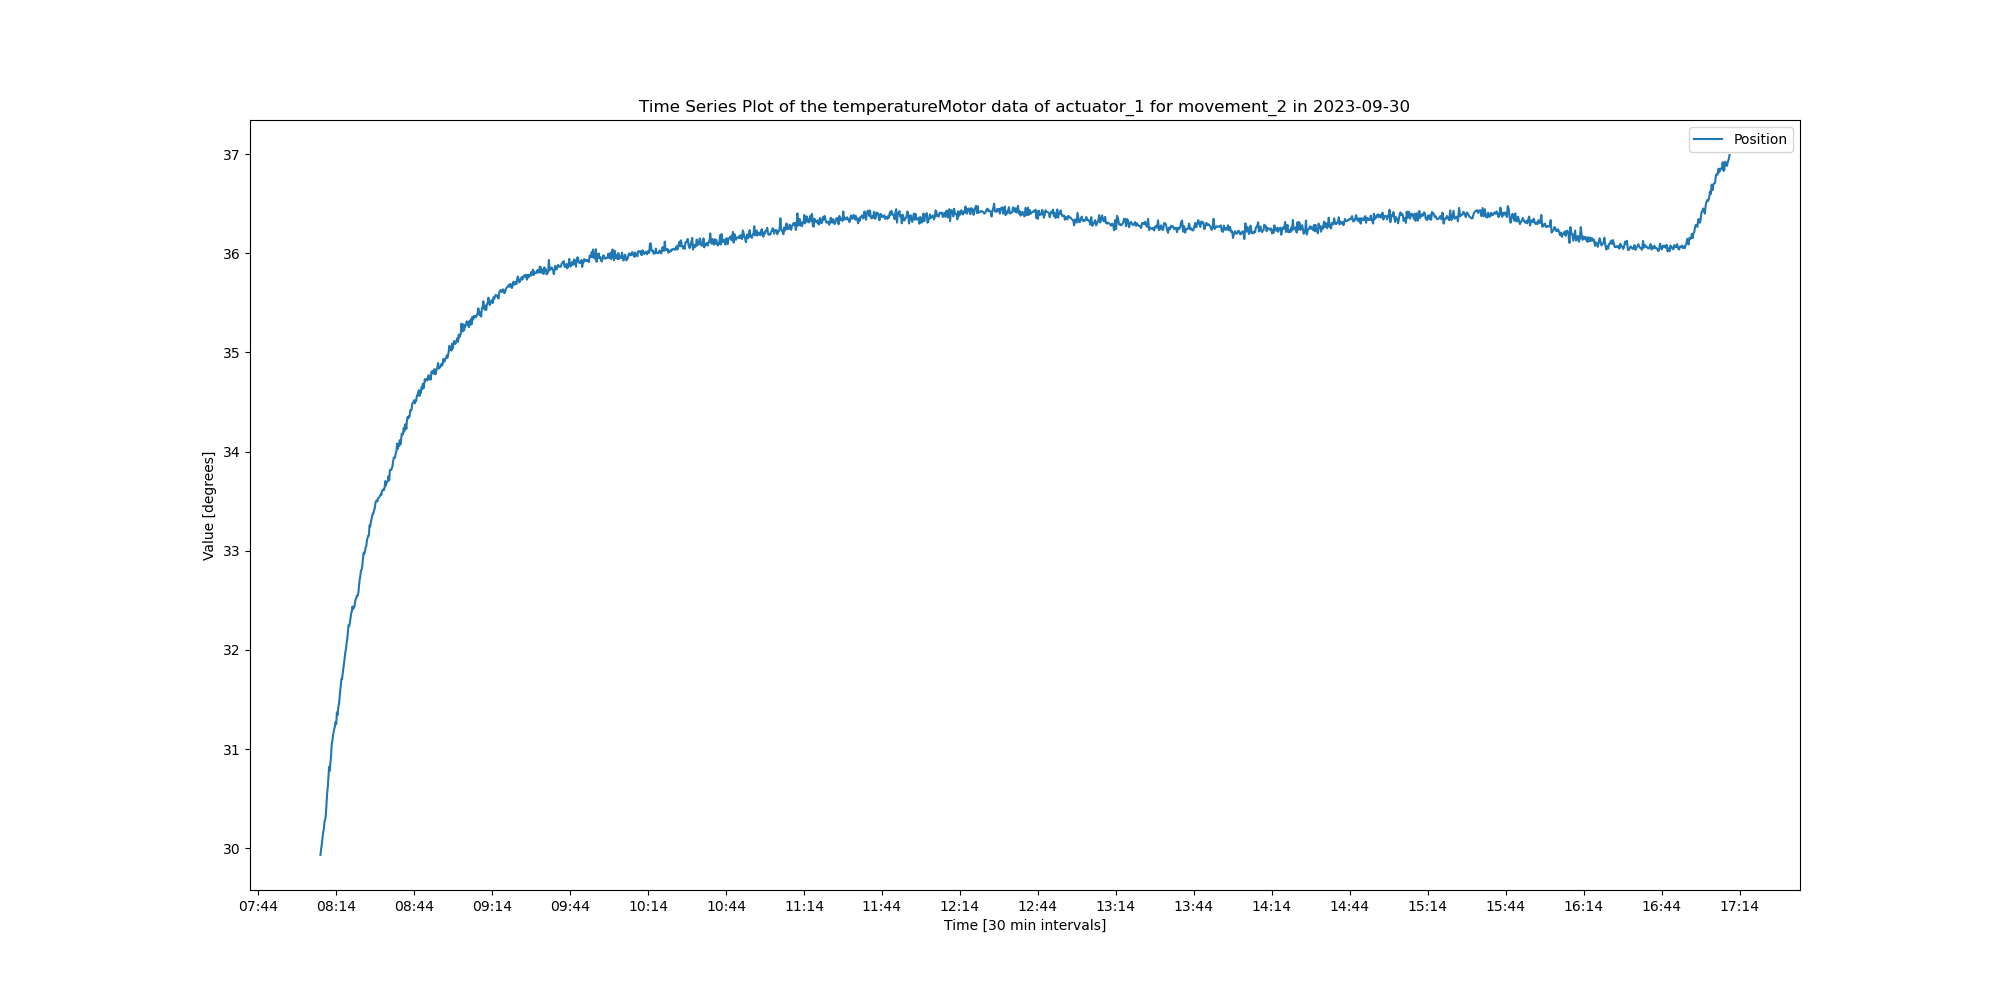 Time Series Plot of the temperatureMotor data of actuator_1 for movement_2 in 2023-09-30
Position
37
36
35
34
33
32
31
30
Value [degrees]
07:44 08:14 08:44 09:14 09:44 10:14 10:44 11:14 11:44 12:14 12:44 13:14 13:44 14:14 14:44 15:14 15:44 16:14 16:44 17:14
Time [30 min intervals]